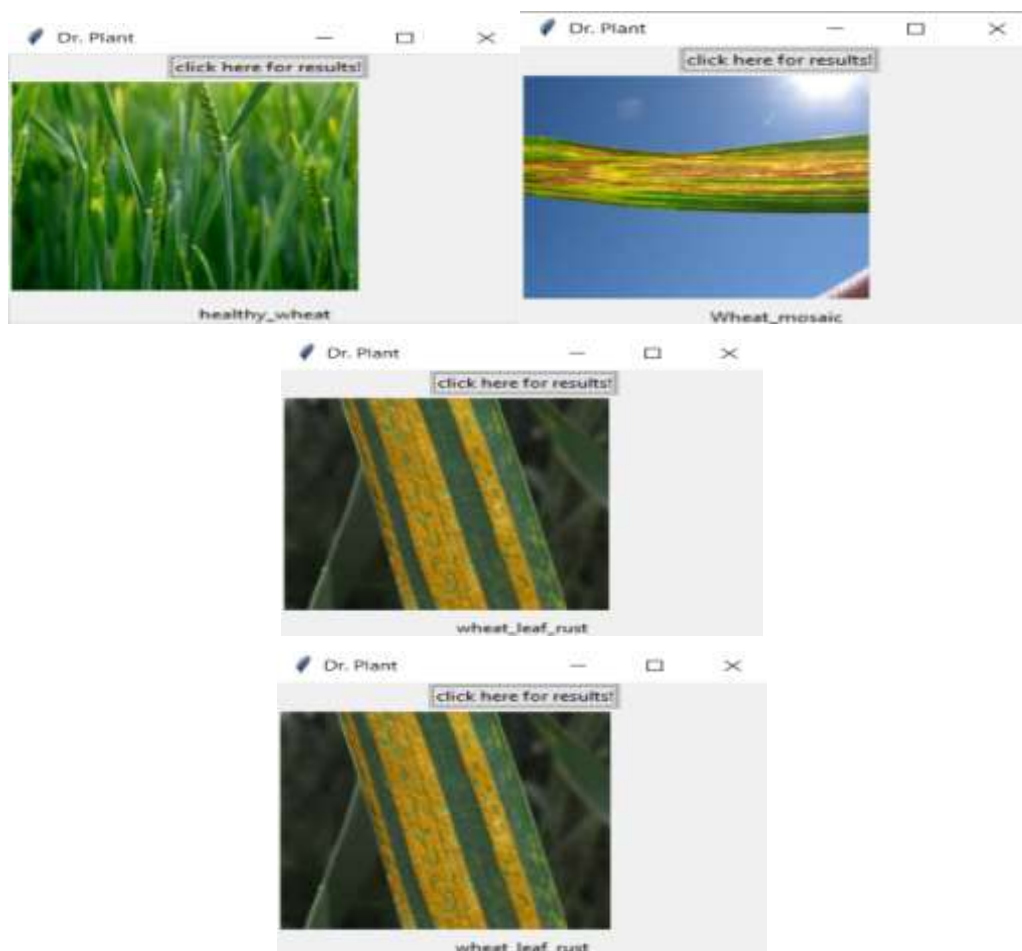 Dr. Plant
click here for results!
healthy_wheat
Dr. Plant
click here for results!
Wheat_mosaic
Dr. Plant
click here for results!
wheat_leaf_rust
Dr. Plant
click here for results!
wheat_leaf_rust